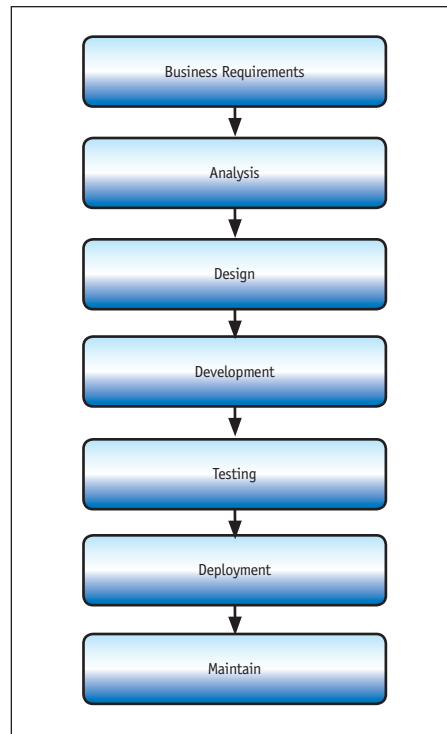 Business Requirements
Analysis
Design
Development
Testing
Deployment
Maintain